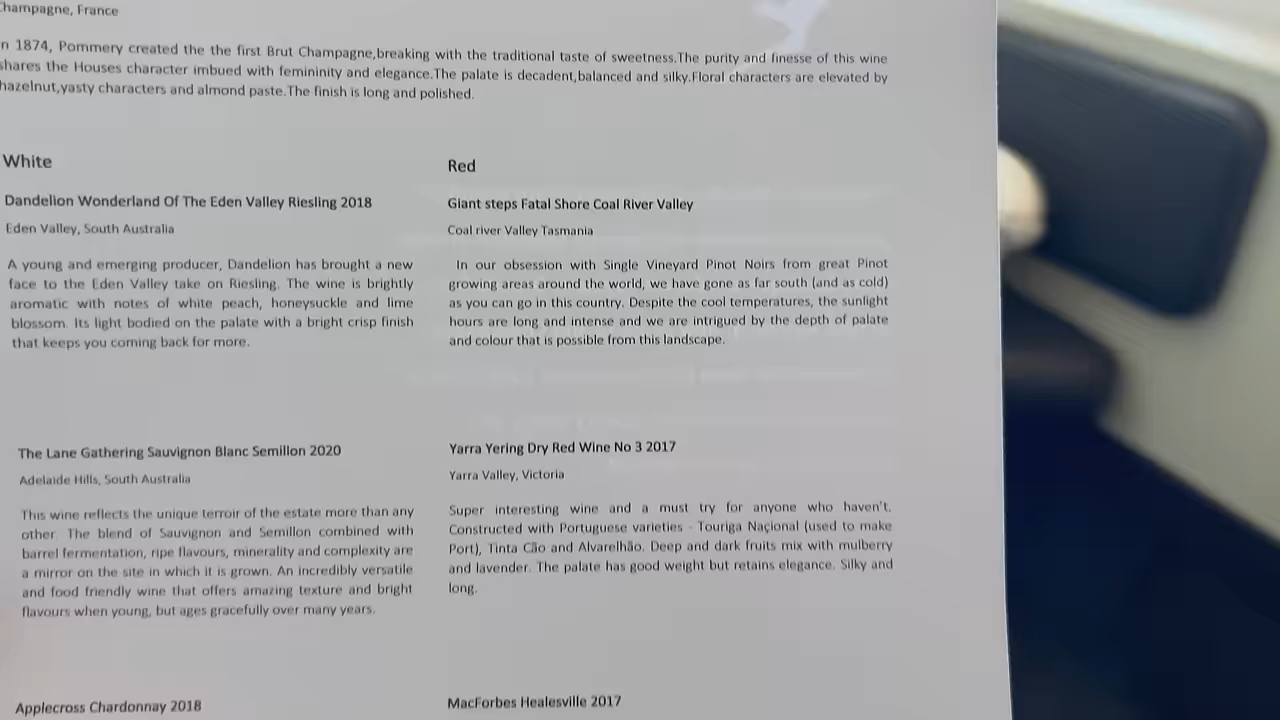 Champagne, France
n 1874, Pommery created the the first Brut Champagne,breaking with the traditional taste of sweetness.The purity and finesse of this wine
shares the Houses character imbued with femininity and elegance.The palate is decadent,balanced and silky.Floral characters are elevated by
hazelnut,yasty characters and almond paste.The finish is long and polished.
White
Dandelion Wonderland Of The Eden Valley Riesling 2018
Eden Valley, South Australia
A young and emerging producer, Dandelion has brought a new
face to the Eden Valley take on Riesling. The wine is brightly
aromatic with notes of white peach, honeysuckle and lime
blossom. Its light bodied on the palate with a bright crisp finish
that keeps you coming back for more.
The Lane Gathering Sauvignon Blanc Semillon 2020
Adelaide Hills, South Australia
This wine reflects the unique terroir of the estate more than any
other. The blend of Sauvignon and Semillon combined with
barrel fermentation, ripe flavours, minerality and complexity are
a mirror on the site in which it is grown. An incredibly versatile
and food friendly wine that offers amazing texture and bright
flavours when young, but ages gracefully over many years.
Applecross Chardonnay 2018
Red
Giant steps Fatal Shore Coal River Valley
Coal river Valley Tasmania
In our obsession with Single Vineyard Pinot Noirs from great Pinot
growing areas around the world, we have gone as far south (and as cold)
as you can go in this country. Despite the cool temperatures, the sunlight
hours are long and intense and we are intrigued by the depth of palate
and colour that is possible from this landscape.
Yarra Yering Dry Red Wine No 3 2017
Yarra Valley, Victoria
Super interesting wine and a must try for anyone who haven't.
Constructed with Portuguese varieties - Touriga Naçional (used to make
Port), Tinta Cão and Alvarelhão. Deep and dark fruits mix with mulberry
and lavender. The palate has good weight but retains elegance. Silky and
long.
MacForbes Healesville 2017